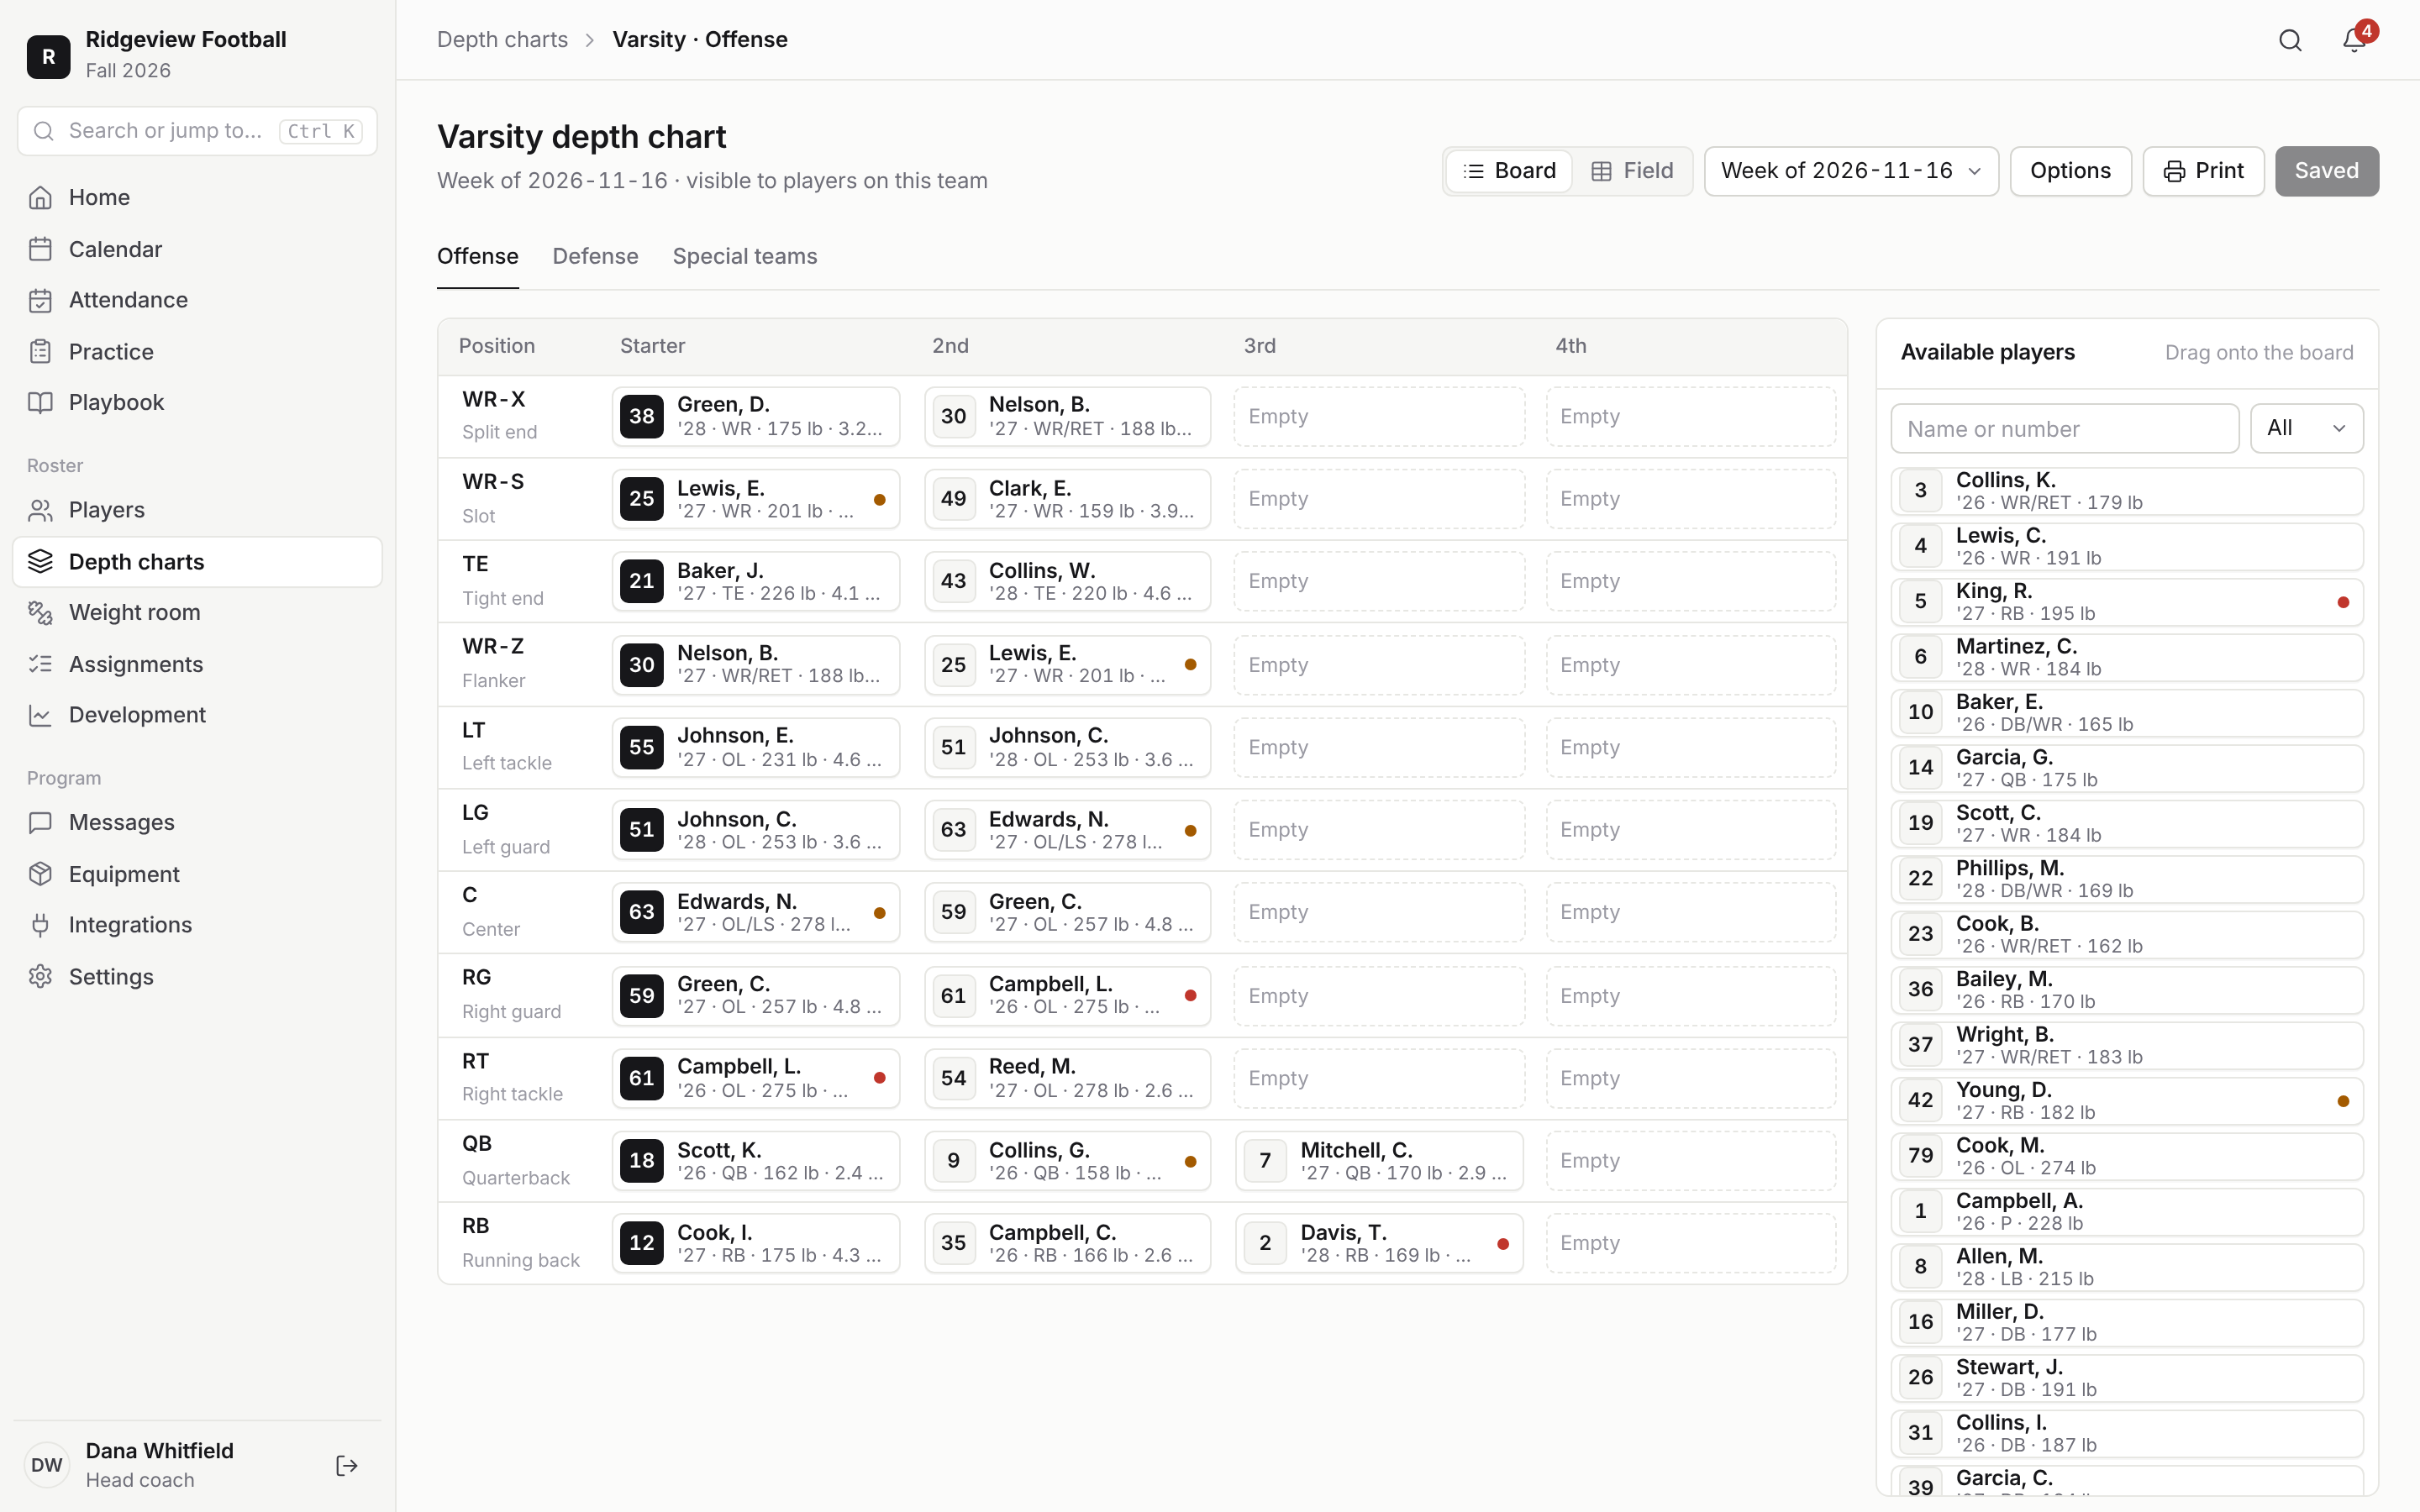 R
Ridgeview Football
Fall 2026
Search or jump to...
Ctrl K
Home
Calendar
Attendance
Practice
Playbook
Roster
Players
Depth charts
Weight room
Assignments
Development
Program
Messages
Equipment
Integrations
Settings
DW
Dana Whitfield
Head coach
Depth charts > Varsity · Offense
4
Varsity depth chart
Week of 2026-11-16 · visible to players on this team
Board
Field
Week of 2026-11-16
Options
Print
Saved
Offense
Defense
Special teams
Position Starter 2nd 3rd 4th
WR-X
Split end
38 Green, D.
'28 · WR · 175 lb · 3.2...
30 Nelson, B.
'27 · WR/RET · 188 lb...
Empty
Empty
WR-S
Slot
25 Lewis, E.
'27 · WR · 201 lb · ...
49 Clark, E.
'27 · WR · 159 lb · 3.9...
Empty
Empty
TE
Tight end
21 Baker, J.
'27 · TE · 226 lb · 4.1 ...
43 Collins, W.
'28 · TE · 220 lb · 4.6 ...
Empty
Empty
WR-Z
Flanker
30 Nelson, B.
'27 · WR/RET · 188 lb...
25 Lewis, E.
'27 · WR · 201 lb · ...
Empty
Empty
LT
Left tackle
55 Johnson, E.
'27 · OL · 231 lb · 4.6 ...
51 Johnson, C.
'28 · OL · 253 lb · 3.6 ...
Empty
Empty
LG
Left guard
51 Johnson, C.
'28 · OL · 253 lb · 3.6 ...
63 Edwards, N.
'27 · OL/LS · 278 l...
Empty
Empty
C
Center
63 Edwards, N.
'27 · OL/LS · 278 l...
59 Green, C.
'27 · OL · 257 lb · 4.8 ...
Empty
Empty
RG
Right guard
59 Green, C.
'27 · OL · 257 lb · 4.8 ...
61 Campbell, L.
'26 · OL · 275 lb · ...
Empty
Empty
RT
Right tackle
61 Campbell, L.
'26 · OL · 275 lb · ...
54 Reed, M.
'27 · OL · 278 lb · 2.6 ...
Empty
Empty
QB
Quarterback
18 Scott, K.
'26 · QB · 162 lb · 2.4 ...
9 Collins, G.
'26 · QB · 158 lb · ...
7 Mitchell, C.
'27 · QB · 170 lb · 2.9 ...
Empty
RB
Running back
12 Cook, I.
'27 · RB · 175 lb · 4.3 ...
35 Campbell, C.
'26 · RB · 166 lb · 2.6 ...
2 Davis, T.
'28 · RB · 169 lb · ...
Empty
Available players
Drag onto the board
Name or number
All
3 Collins, K.
'26 · WR/RET · 179 lb
4 Lewis, C.
'26 · WR · 191 lb
5 King, R.
'27 · RB · 195 lb
6 Martinez, C.
'28 · WR · 184 lb
10 Baker, E.
'26 · DB/WR · 165 lb
14 Garcia, G.
'27 · QB · 175 lb
19 Scott, C.
'27 · WR · 184 lb
22 Phillips, M.
'28 · DB/WR · 169 lb
23 Cook, B.
'26 · WR/RET · 162 lb
36 Bailey, M.
'26 · RB · 170 lb
37 Wright, B.
'27 · WR/RET · 183 lb
42 Young, D.
'27 · RB · 182 lb
79 Cook, M.
'26 · OL · 274 lb
1 Campbell, A.
'26 · P · 228 lb
8 Allen, M.
'28 · LB · 215 lb
16 Miller, D.
'27 · DB · 177 lb
26 Stewart, J.
'27 · DB · 191 lb
31 Collins, I.
'26 · DB · 187 lb
39 Garcia, C.